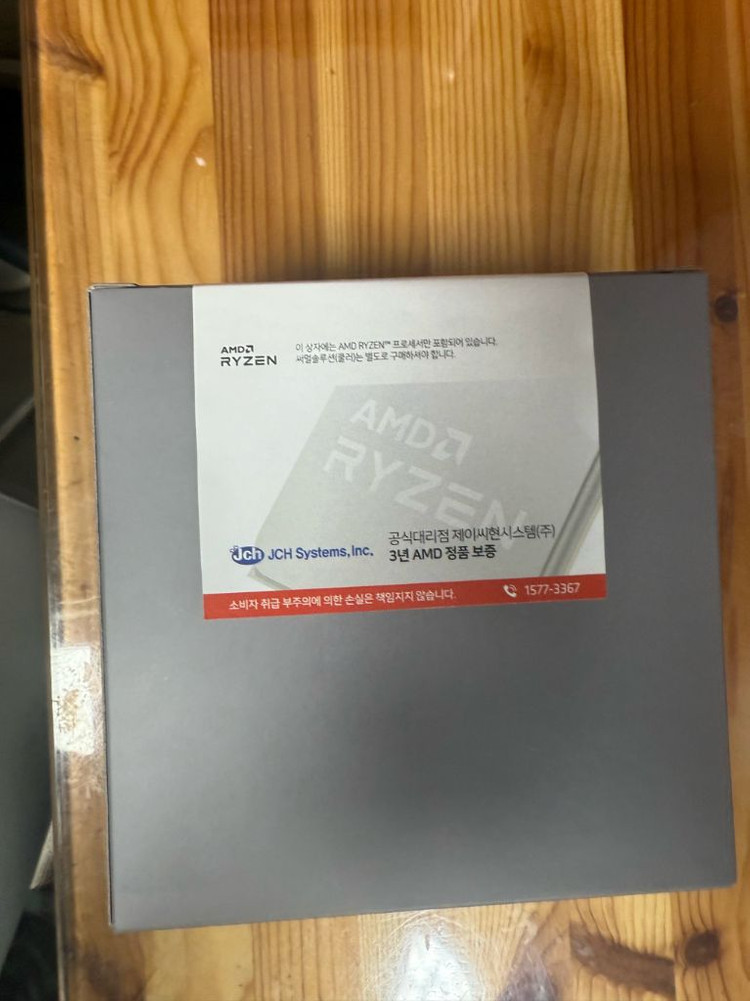 AMD
RYZEN
이 상자에는 AMD RYZEN™ 프로세서만 포함되어 있습니다.
써멀솔루션(쿨러)는 별도로 구매하셔야 합니다.
AMD
RYZEN
Jch JCH Systems, Inc.
공식대리점 제이씨현시스템(주)
3년 AMD 정품 보증
소비자 취급 부주의에 의한 손실은 책임지지 않습니다.
1577-3367